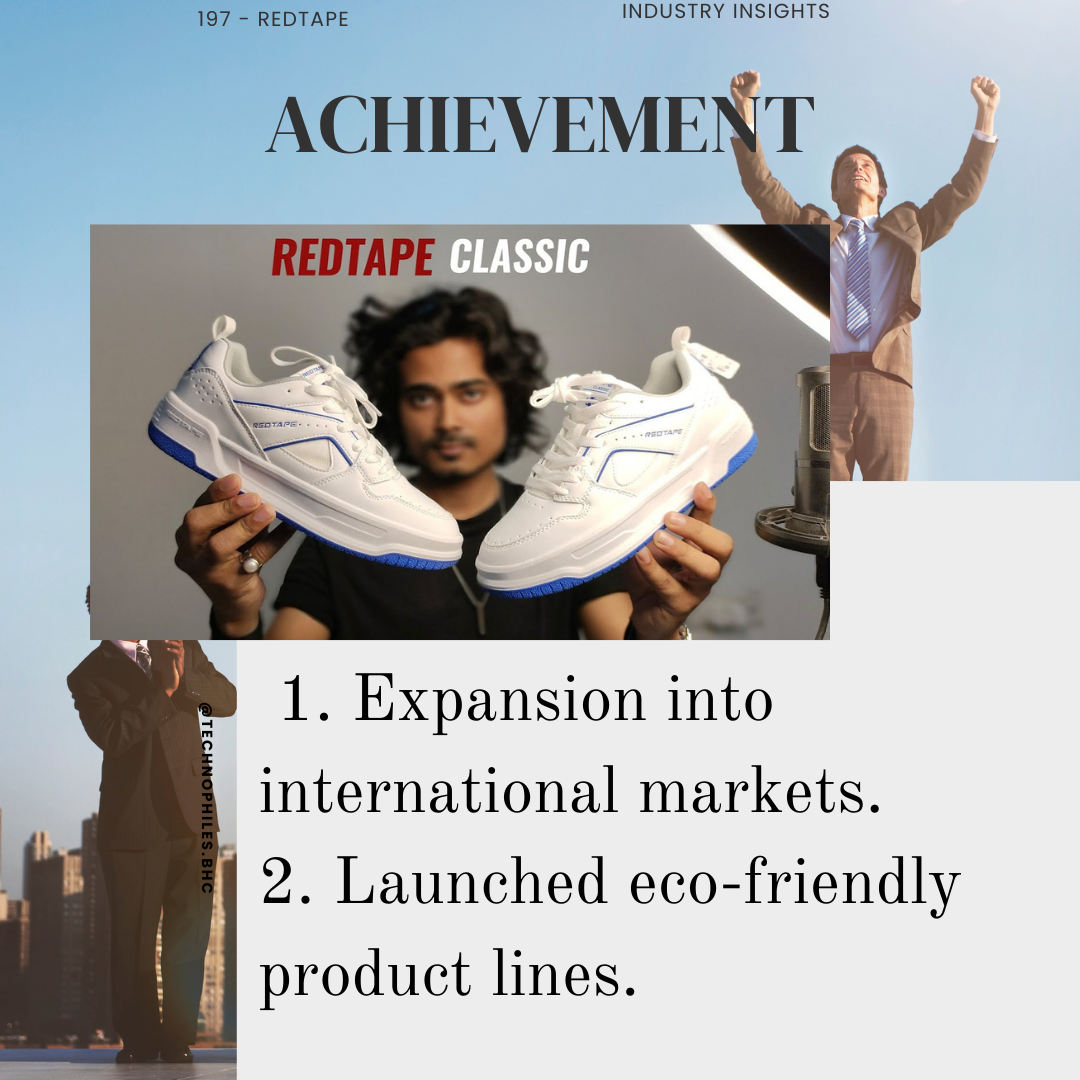 197 - REDTAPE
INDUSTRY INSIGHTS
ACHIEVEMENT
REDTAPE CLASSIC
REDTAPE
REDTAPE
1. Expansion into
international markets.
2. Launched eco-friendly
product lines.
@TECHNOPHILES.BHC